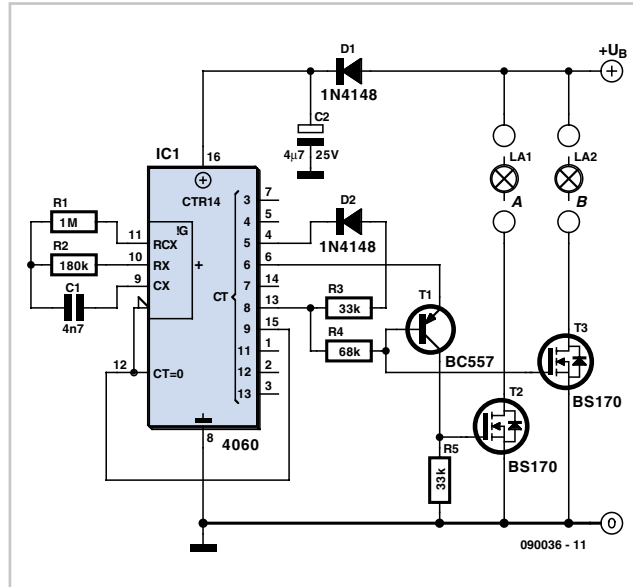 +U_B
D1
1N4148
C2
4µ7 25V
IC1
16
CTR14
R1
1M
11
RCX
!G
R2
180k
10
RX
+
C1
4n7
9
CX
12
CT=0
CT
3 7
4 5
5 4
6 6
7 14
8 13
9 15
11 1
12 2
13 3
8
4060
D2
1N4148
R3
33k
R4
68k
T1
BC557
R5
33k
T2
BS170
T3
BS170
LA1
A
LA2
B
0
090036 - 11